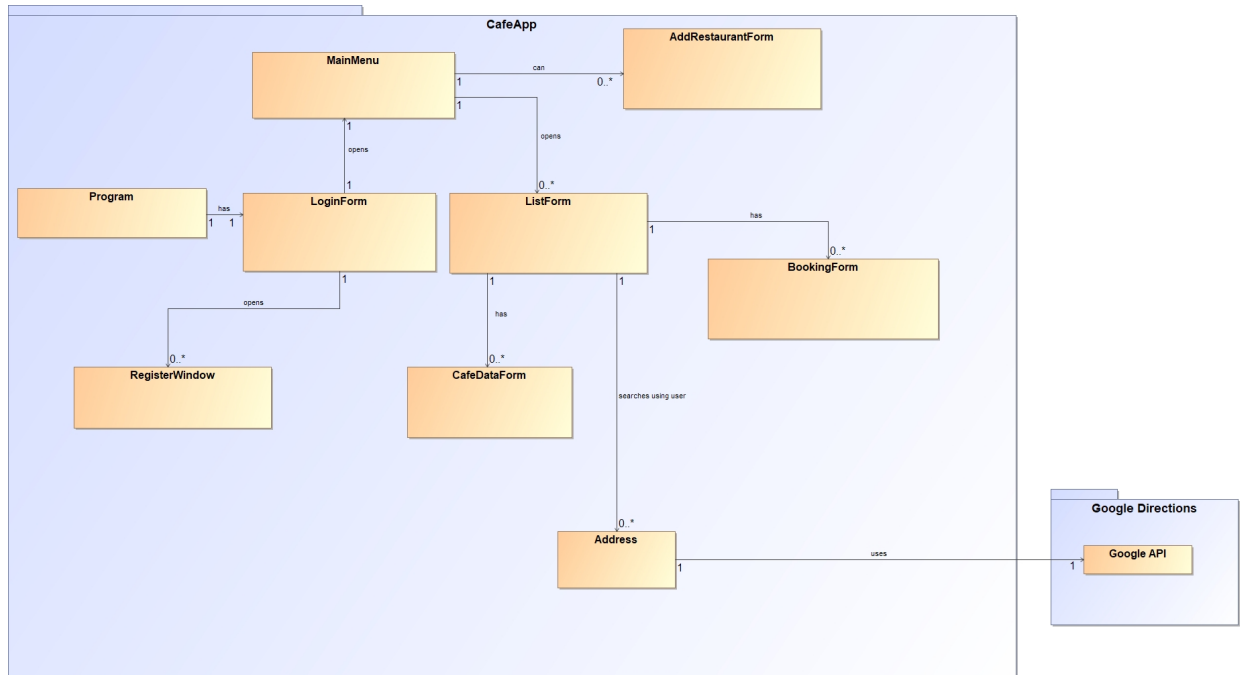 CafeApp
AddRestaurantForm
MainMenu
can
1
0..*
1
1
opens
opens
1
0..*
Program
LoginForm
ListForm
has
1
1
has
1
0..*
BookingForm
1
1
1
opens
has
0..*
0..*
RegisterWindow
CafeDataForm
searches using user
0..*
Address
uses
1
1
Google Directions
Google API